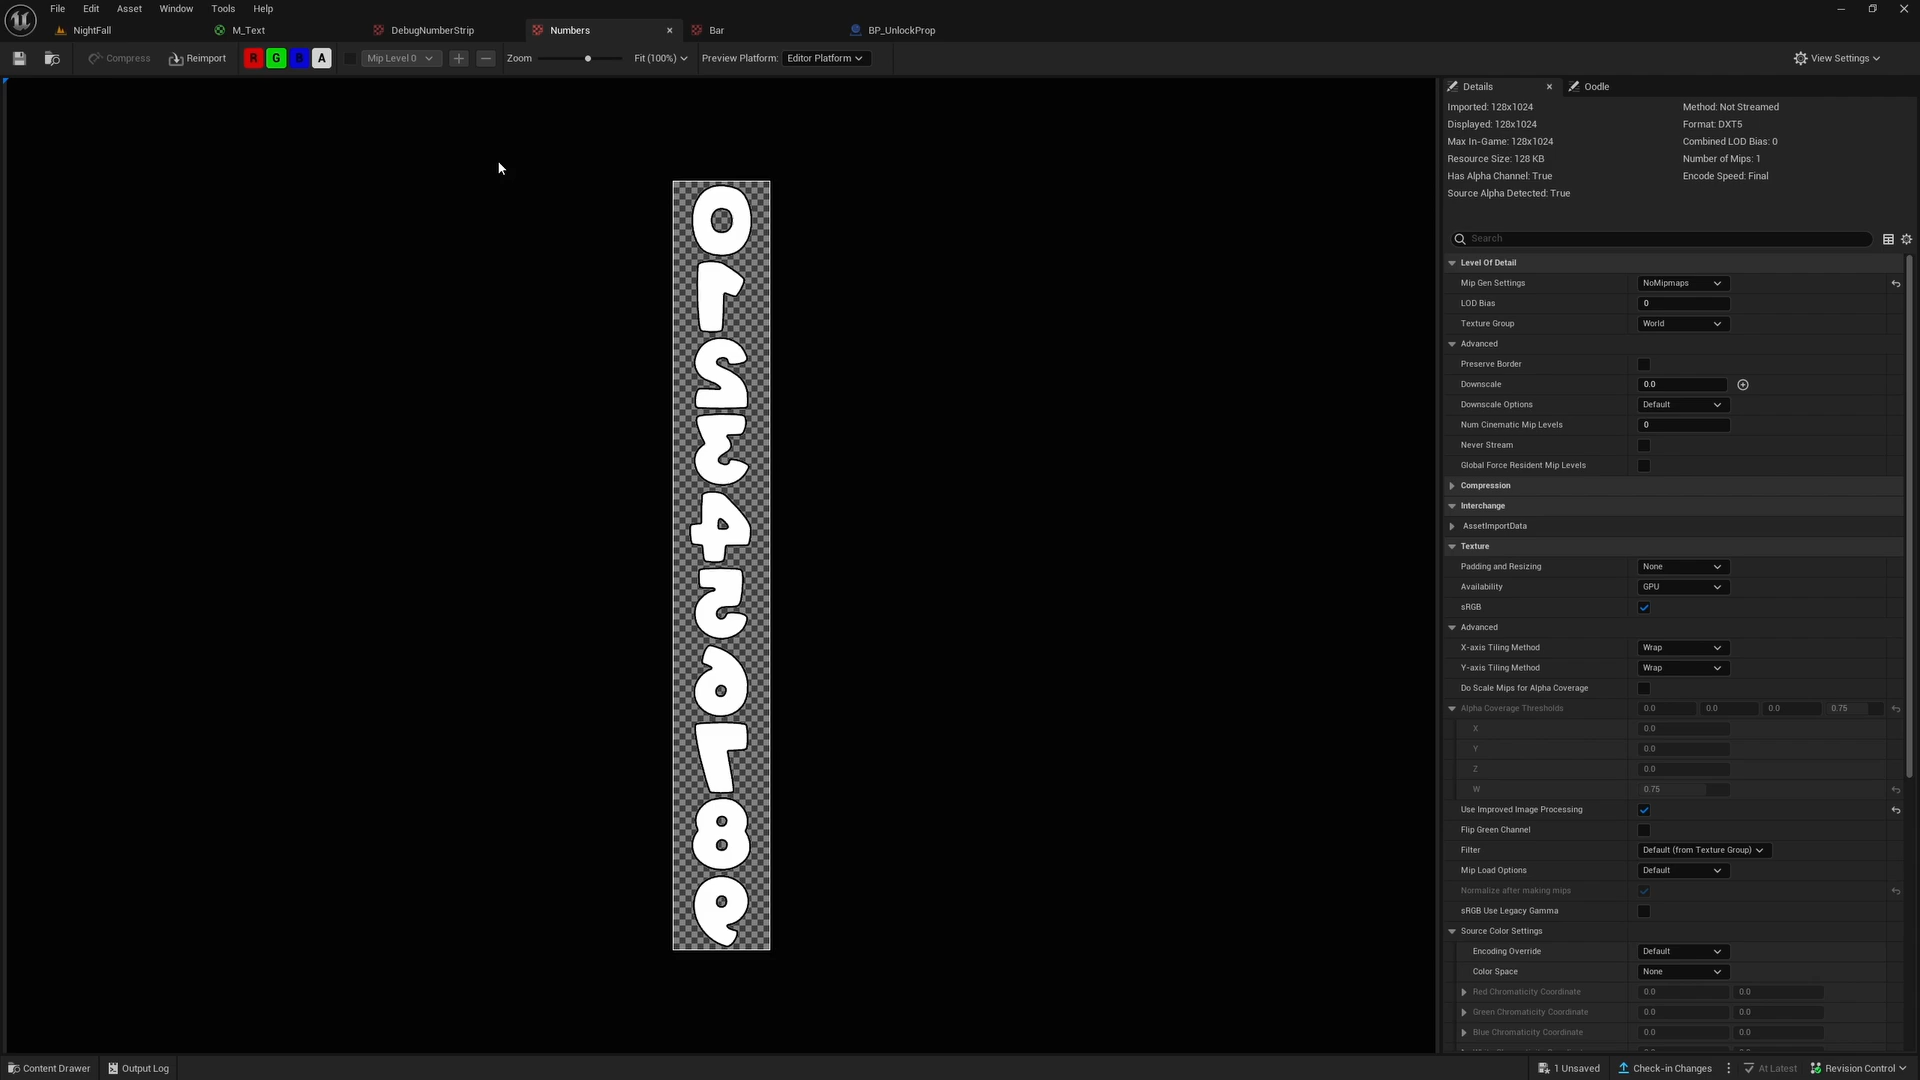 File Edit Asset Window Tools Help
NightFall M_Text DebugNumberStrip Numbers Bar BP_UnlockProp
Compress Reimport R G B A Mip Level 0 Zoom Fit (100%) Preview Platform: Editor Platform View Settings
Details Oodle
Imported: 128x1024 Method: Not Streamed
Displayed: 128x1024 Format: DXT5
Max In-Game: 128x1024 Combined LOD Bias: 0
Resource Size: 128 KB Number of Mips: 1
Has Alpha Channel: True Encode Speed: Final
Source Alpha Detected: True
Search
Level Of Detail
Mip Gen Settings NoMipmaps
LOD Bias 0
Texture Group World
Advanced
Preserve Border
Downscale 0.0
Downscale Options Default
Num Cinematic Mip Levels 0
Never Stream
Global Force Resident Mip Levels
Compression
Interchange
AssetImportData
Texture
Padding and Resizing None
Availability GPU
sRGB
Advanced
X-axis Tiling Method Wrap
Y-axis Tiling Method Wrap
Do Scale Mips for Alpha Coverage
Alpha Coverage Thresholds 0.0 0.0 0.0 0.75
X 0.0
Y 0.0
Z 0.0
W 0.75
Use Improved Image Processing
Flip Green Channel
Filter Default (from Texture Group)
Mip Load Options Default
Normalize after making mips
sRGB Use Legacy Gamma
Source Color Settings
Encoding Override Default
Color Space None
Red Chromaticity Coordinate 0.0 0.0
Green Chromaticity Coordinate 0.0 0.0
Blue Chromaticity Coordinate 0.0 0.0
0
1
2
3
4
5
6
7
8
9
Content Drawer Output Log 1 Unsaved Check-in Changes At Latest Revision Control